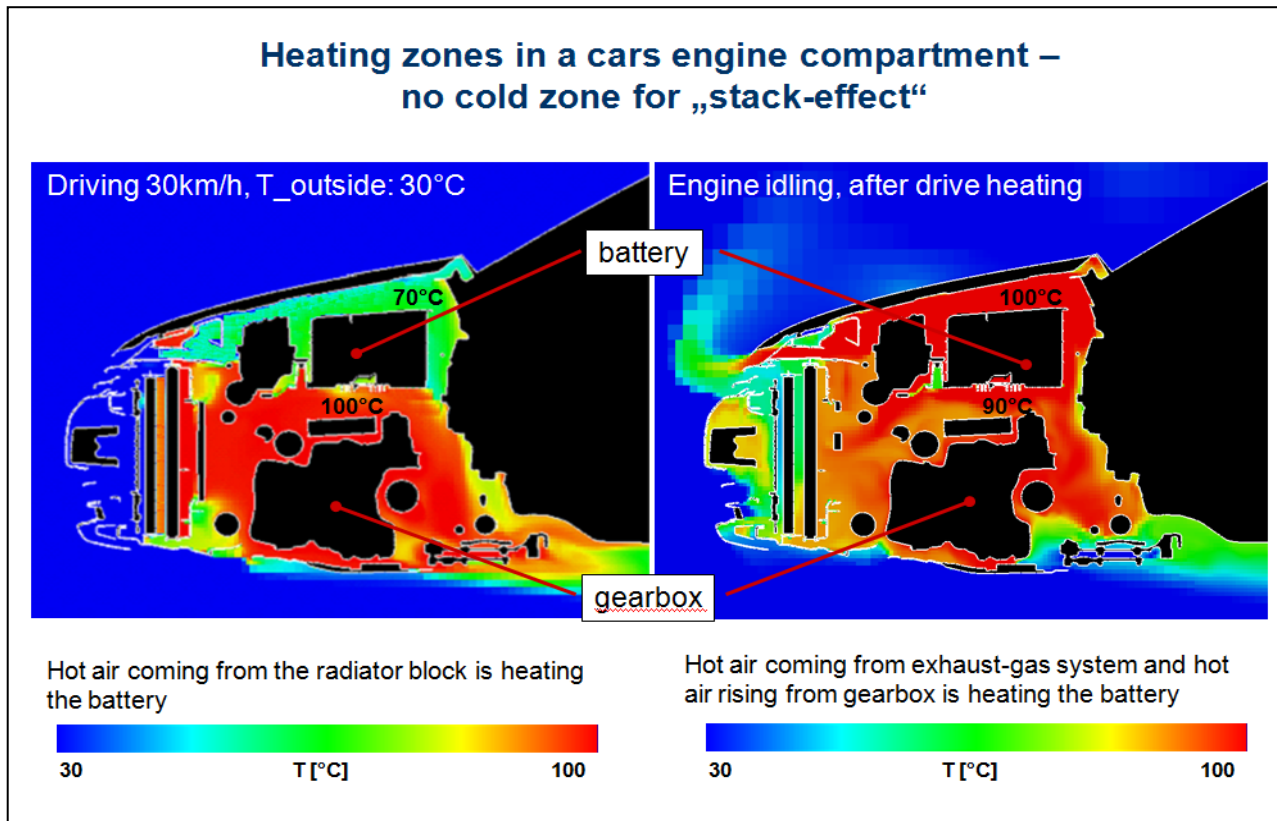 Heating zones in a cars engine compartment –
no cold zone for „stack-effect“
Driving 30km/h, T_outside: 30°C
Engine idling, after drive heating
battery
70°C
100°C
100°C
90°C
gearbox
Hot air coming from the radiator block is heating
the battery
Hot air coming from exhaust-gas system and hot
air rising from gearbox is heating the battery
30 T [°C] 100
30 T [°C] 100